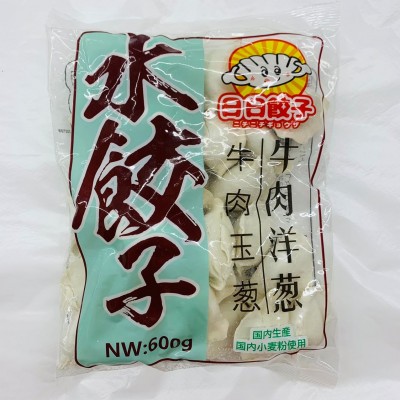 水餃子
日日餃子
ニチニチギョウザ
牛肉洋葱
牛肉玉葱
国内生産
国内小麦粉使用
NW:600g